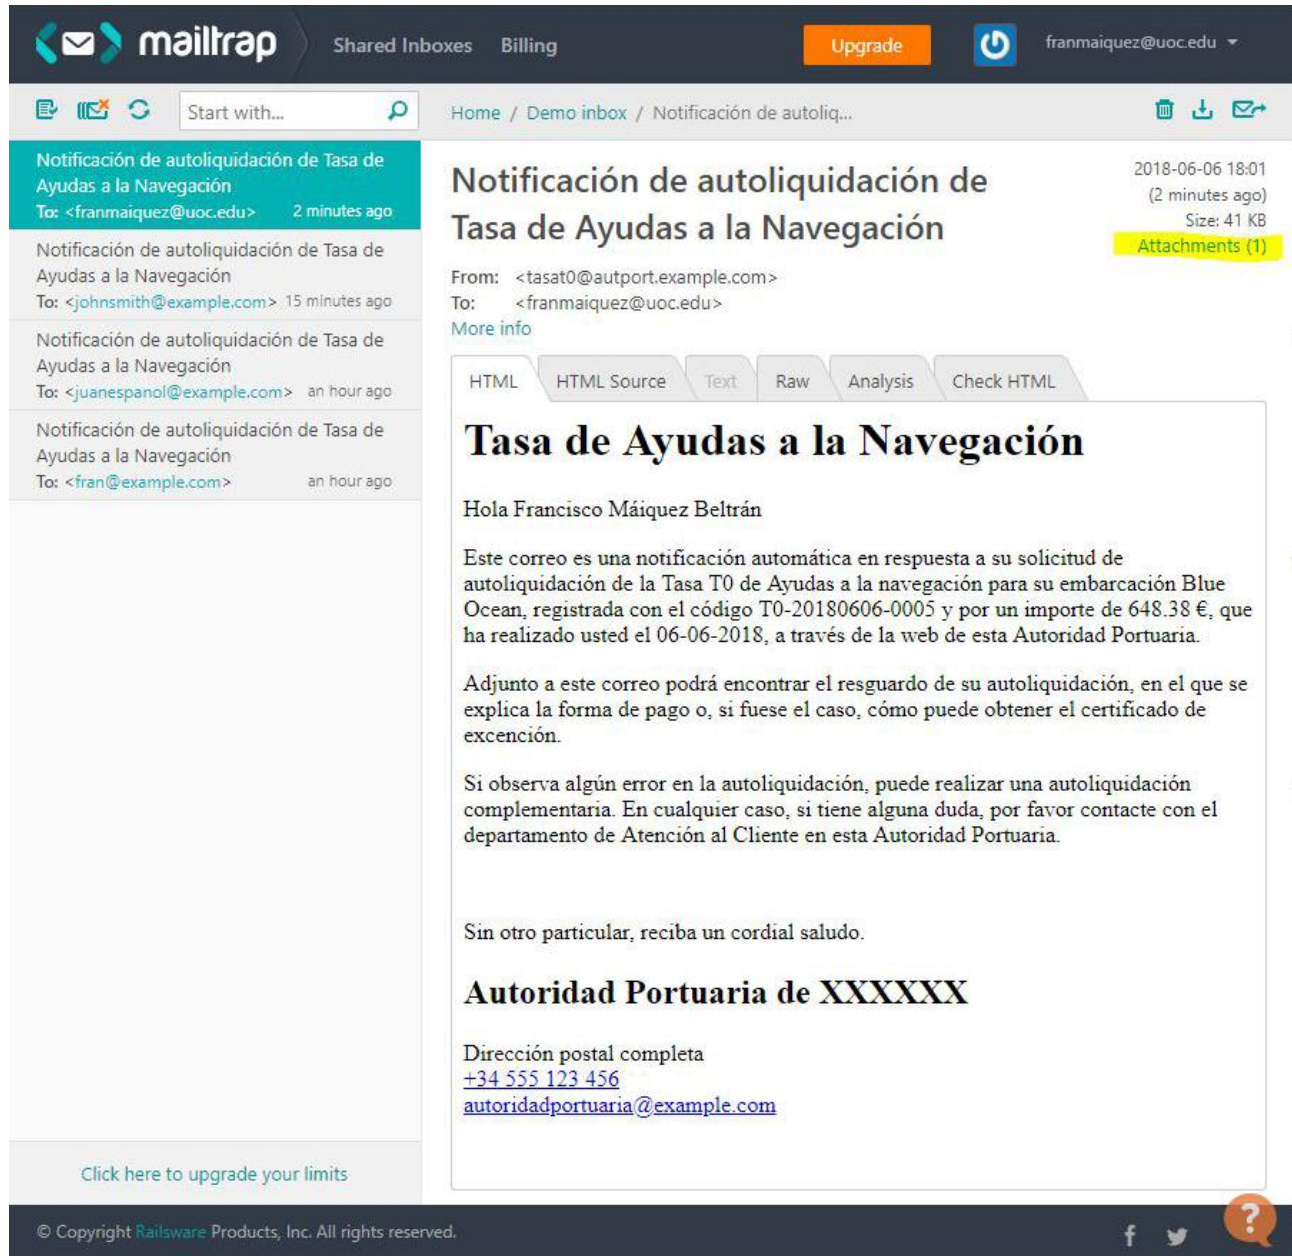 mailtrap
Shared Inboxes
Billing
Upgrade
franmaiquez@uoc.edu
Start with...
Home / Demo inbox / Notificación de autoliq...
Notificación de autoliquidación de Tasa de
Ayudas a la Navegación
To: <franmaiquez@uoc.edu> 2 minutes ago
Notificación de autoliquidación de Tasa de
Ayudas a la Navegación
To: <johnsmith@example.com> 15 minutes ago
Notificación de autoliquidación de Tasa de
Ayudas a la Navegación
To: <juanespanol@example.com> an hour ago
Notificación de autoliquidación de Tasa de
Ayudas a la Navegación
To: <fran@example.com> an hour ago
Click here to upgrade your limits
Notificación de autoliquidación de
Tasa de Ayudas a la Navegación
2018-06-06 18:01
(2 minutes ago)
Size: 41 KB
Attachments (1)
From: <tasat0@autport.example.com>
To: <franmaiquez@uoc.edu>
More info
HTML
HTML Source
Text
Raw
Analysis
Check HTML
Tasa de Ayudas a la Navegación
Hola Francisco Máiquez Beltrán
Este correo es una notificación automática en respuesta a su solicitud de
autoliquidación de la Tasa T0 de Ayudas a la navegación para su embarcación Blue
Ocean, registrada con el código T0-20180606-0005 y por un importe de 648.38 €, que
ha realizado usted el 06-06-2018, a través de la web de esta Autoridad Portuaria.
Adjunto a este correo podrá encontrar el resguardo de su autoliquidación, en el que se
explica la forma de pago o, si fuese el caso, cómo puede obtener el certificado de
excención.
Si observa algún error en la autoliquidación, puede realizar una autoliquidación
complementaria. En cualquier caso, si tiene alguna duda, por favor contacte con el
departamento de Atención al Cliente en esta Autoridad Portuaria.
Sin otro particular, reciba un cordial saludo.
Autoridad Portuaria de XXXXXX
Dirección postal completa
+34 555 123 456
autoridadportuaria@example.com
© Copyright Railsware Products, Inc. All rights reserved.